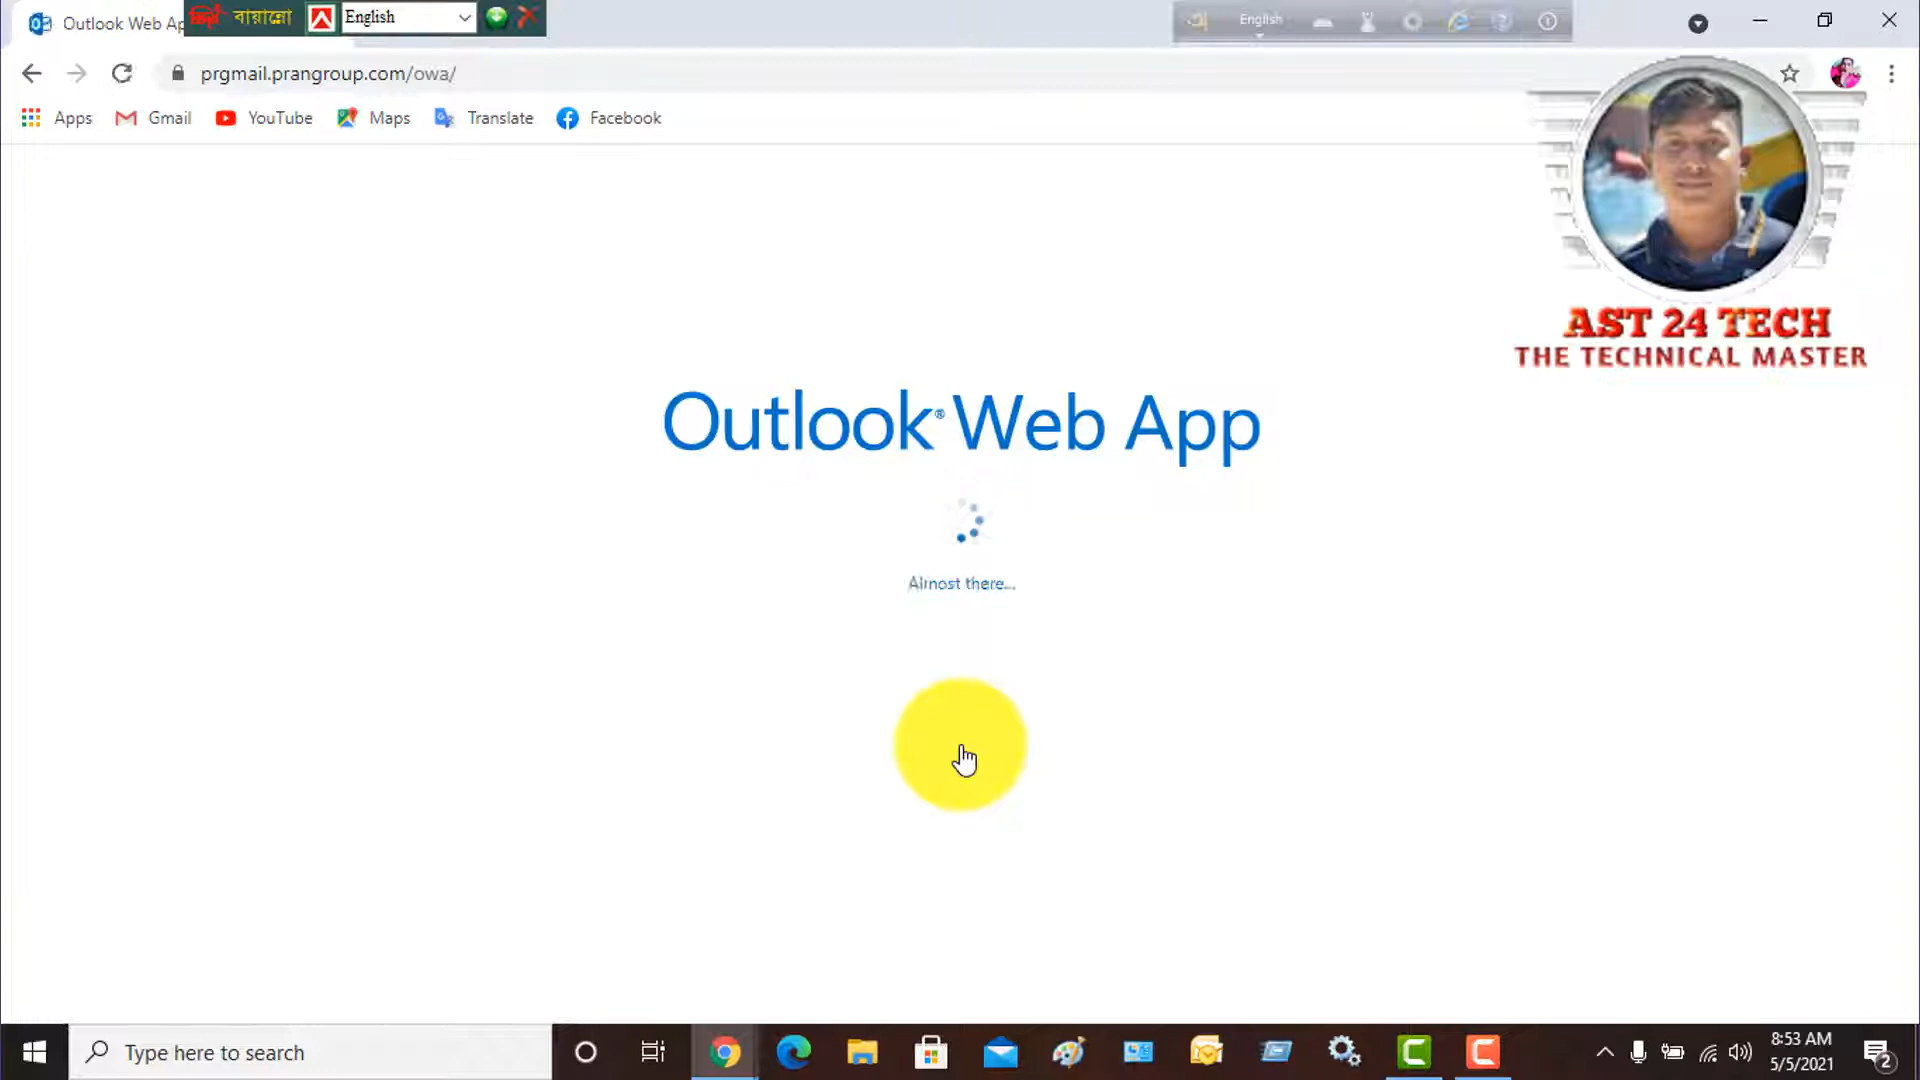 Outlook Web Ap
বায়ান্নো
English
English
prgmail.prangroup.com/owa/
Apps
Gmail
YouTube
Maps
Translate
Facebook
AST 24 TECH
THE TECHNICAL MASTER
Outlook® Web App
Almost there...
Type here to search
8:53 AM
5/5/2021
2